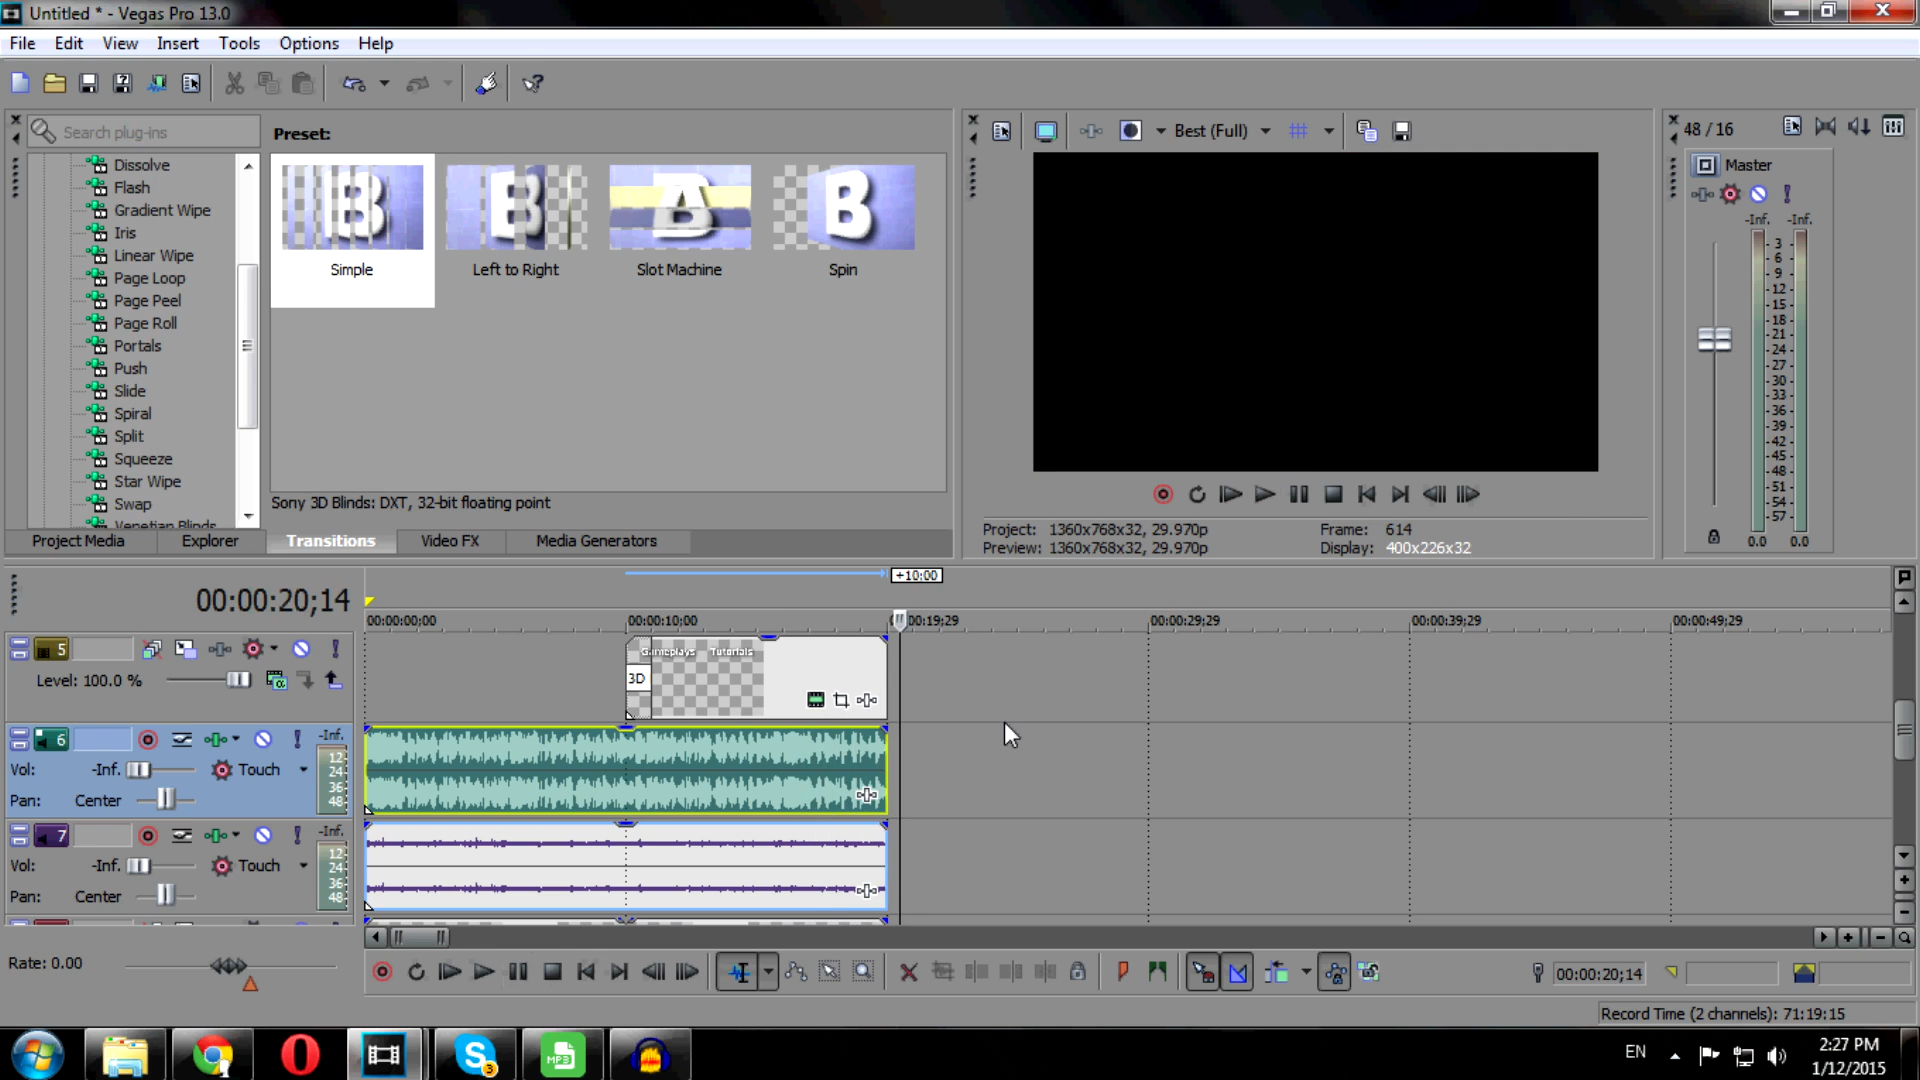 Untitled * - Vegas Pro 13.0
File Edit View Insert Tools Options Help
Search plug-ins
Preset:
Dissolve
Flash
Gradient Wipe
Iris
Linear Wipe
Page Loop
Page Peel
Page Roll
Portals
Push
Slide
Spiral
Split
Squeeze
Star Wipe
Swap
Venetian Blinds
Simple
Left to Right
Slot Machine
Spin
Sony 3D Blinds: DXT, 32-bit floating point
Project Media Explorer Transitions Video FX Media Generators
Best (Full)
Project: 1360x768x32, 29.970p Frame: 614
Preview: 1360x768x32, 29.970p Display: 400x226x32
48 / 16
Master
-Inf. -Inf.
- 3 -
- 6 -
- 9 -
-12-
-15-
-18-
-21-
-24-
-27-
-30-
-33-
-36-
-39-
-42-
-45-
-48-
-51-
-54-
-57-
0.0 0.0
+10:00
00:00:20;14
00:00:00;00 00:00:10;00 00:00:19;29 00:00:29;29 00:00:39;29 00:00:49;29
5
Level: 100.0 %
Gameplays Tutorials
3D
6
-Inf.
Vol: -Inf. Touch
Pan: Center
12
24
36
48
7
-Inf.
Vol: -Inf. Touch
Pan: Center
12
24
36
48
Rate: 0.00
00:00:20;14
Record Time (2 channels): 71:19:15
3
MP3
EN
2:27 PM
1/12/2015